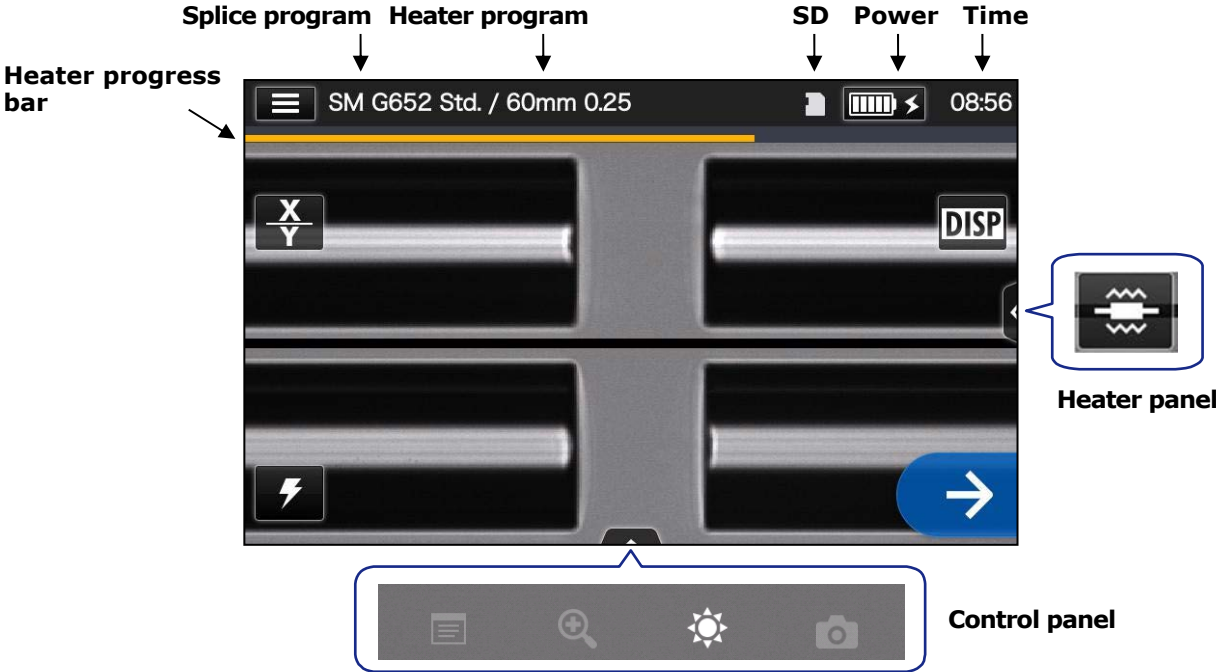 Splice program Heater program SD Power Time
Heater progress
bar
SM G652 Std. / 60mm 0.25 08:56
X
Y
DISP
Heater panel
Control panel